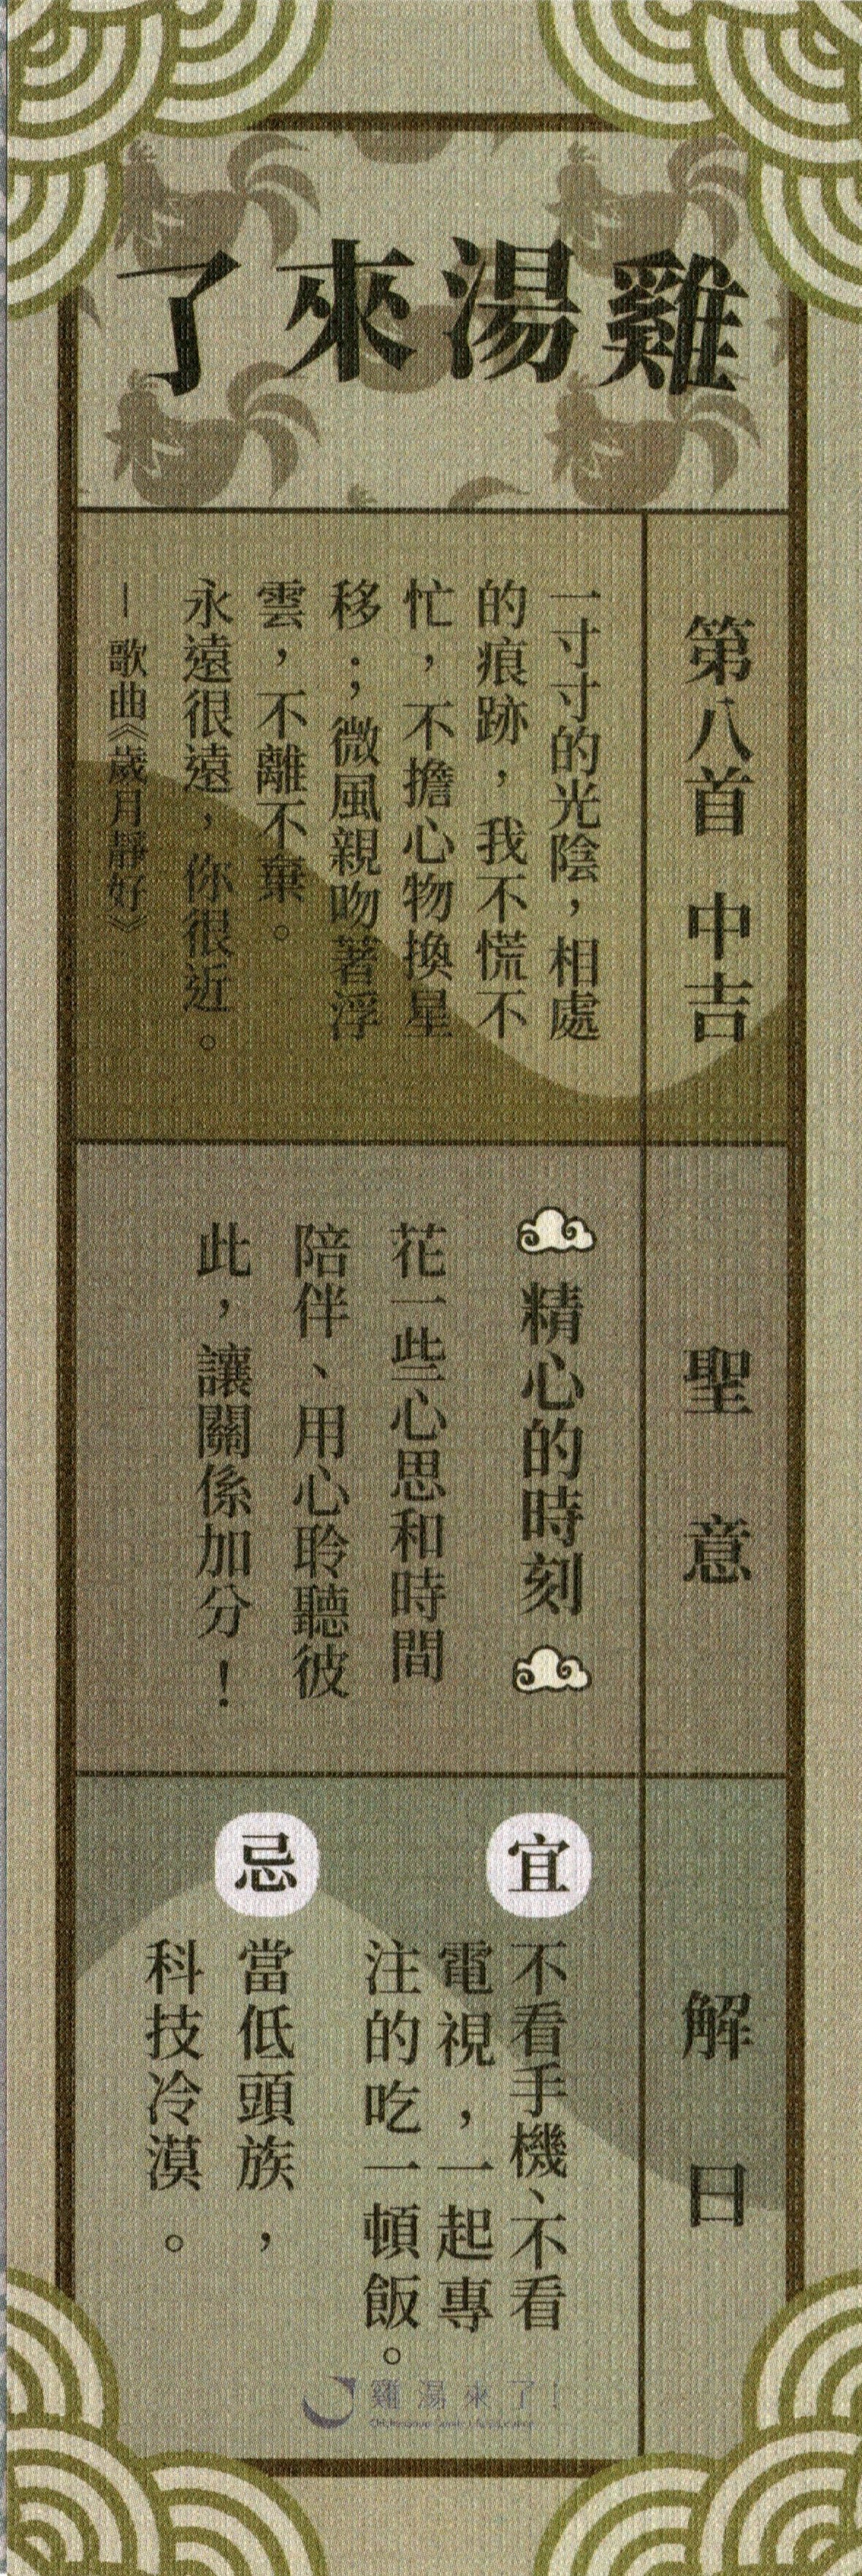 雞湯來了
第八首 中吉
一寸寸的光陰，相處
的痕跡，我不慌不
忙，不擔心物換星
移；微風親吻著浮
雲，不離不棄。
永遠很遠，你很近。
— 歌曲《歲月靜好》
聖意
精心的時刻
花一些心思和時間
陪伴、用心聆聽彼
此，讓關係加分！
解曰
宜
不看手機、不看
電視，一起專
注的吃一頓飯。
忌
當低頭族，
科技冷漠。
雞湯來了！